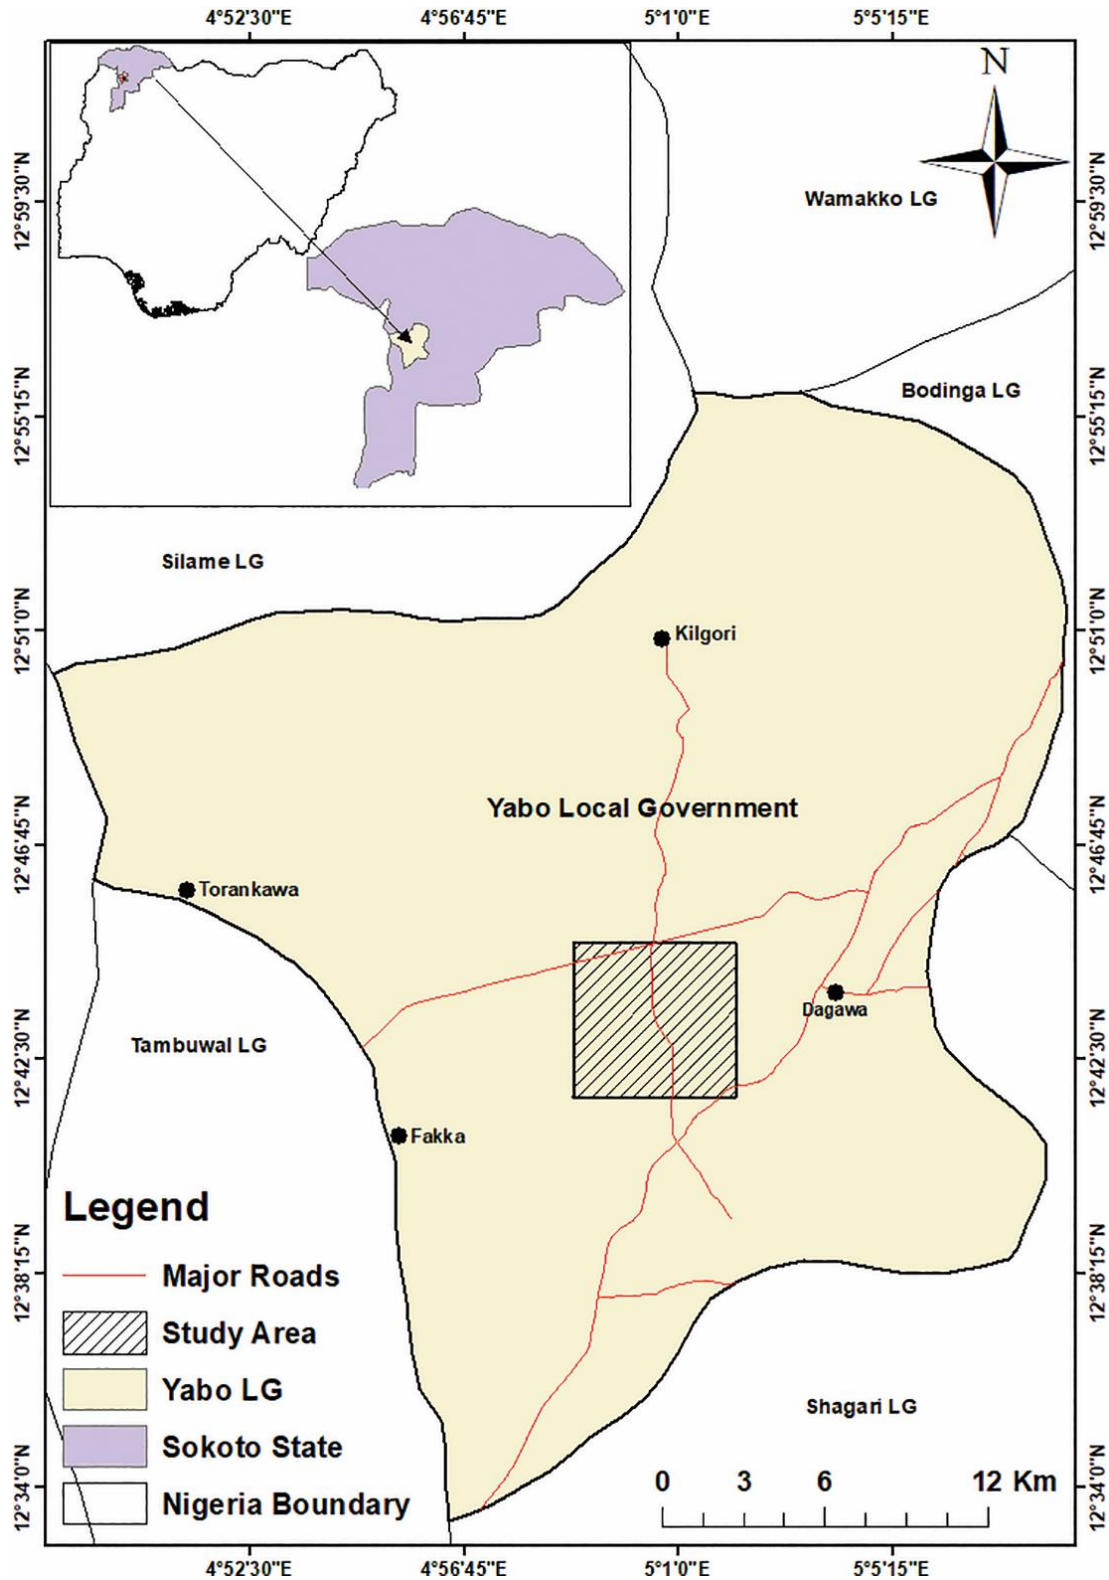 4°52'30"E 4°56'45"E 5°1'0"E 5°5'15"E
N
12°59'30"N 12°59'30"N
Wamakko LG
12°55'15"N 12°55'15"N
Bodinga LG
Silame LG
12°51'0"N 12°51'0"N
Kilgori
Yabo Local Government
12°46'45"N 12°46'45"N
Torankawa
Dagawa
Tambuwal LG
12°42'30"N 12°42'30"N
Fakka
Legend
Major Roads
12°38'15"N 12°38'15"N
Study Area
Yabo LG
Shagari LG
Sokoto State
0 3 6 12 Km
12°34'0"N 12°34'0"N
Nigeria Boundary
4°52'30"E 4°56'45"E 5°1'0"E 5°5'15"E